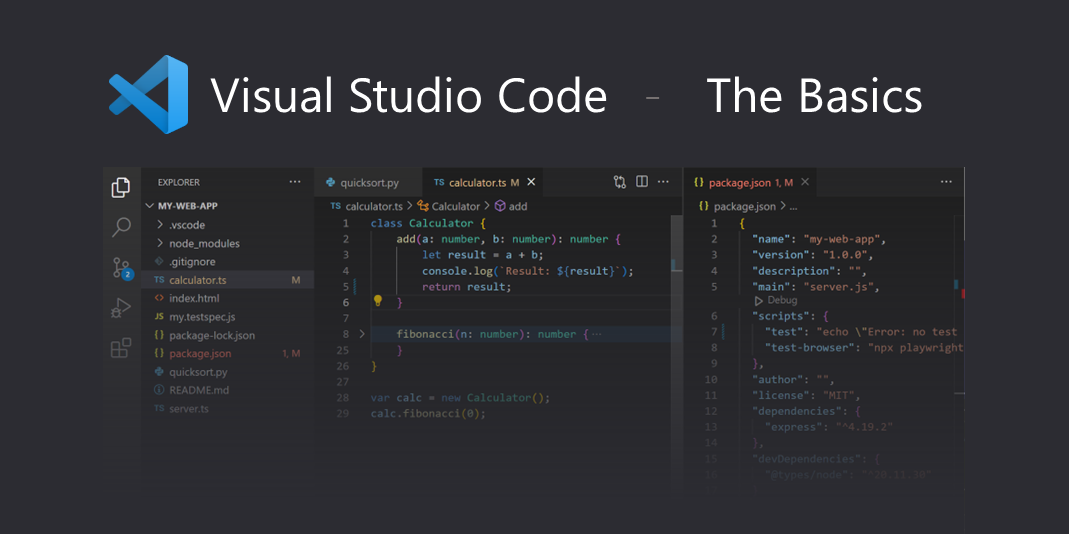 Visual Studio Code - The Basics
EXPLORER ...
MY-WEB-APP
.vscode
node_modules
.gitignore
TS calculator.ts M
<> index.html
JS my.testspec.js
{} package-lock.json
{} package.json 1, M
quicksort.py
README.md
TS server.ts
2
quicksort.py TS calculator.ts M ×
TS calculator.ts > Calculator > add
1 class Calculator {
2 add(a: number, b: number): number {
3 let result = a + b;
4 console.log(`Result: ${result}`);
5 return result;
6 }
7
8 fibonacci(n: number): number { ...
25 }
26 }
27
28 var calc = new Calculator();
29 calc.fibonacci(0);
{} package.json 1, M × ...
{} package.json > ...
1 {
2 "name": "my-web-app",
3 "version": "1.0.0",
4 "description": "",
5 "main": "server.js",
Debug
6 "scripts": {
7 "test": "echo \"Error: no test
8 "test-browser": "npx playwright
9 },
10 "author": "",
11 "license": "MIT",
12 "dependencies": {
13 "express": "^4.19.2"
14 },
15 "devDependencies": {
16 "@types/node": "^20.11.30"